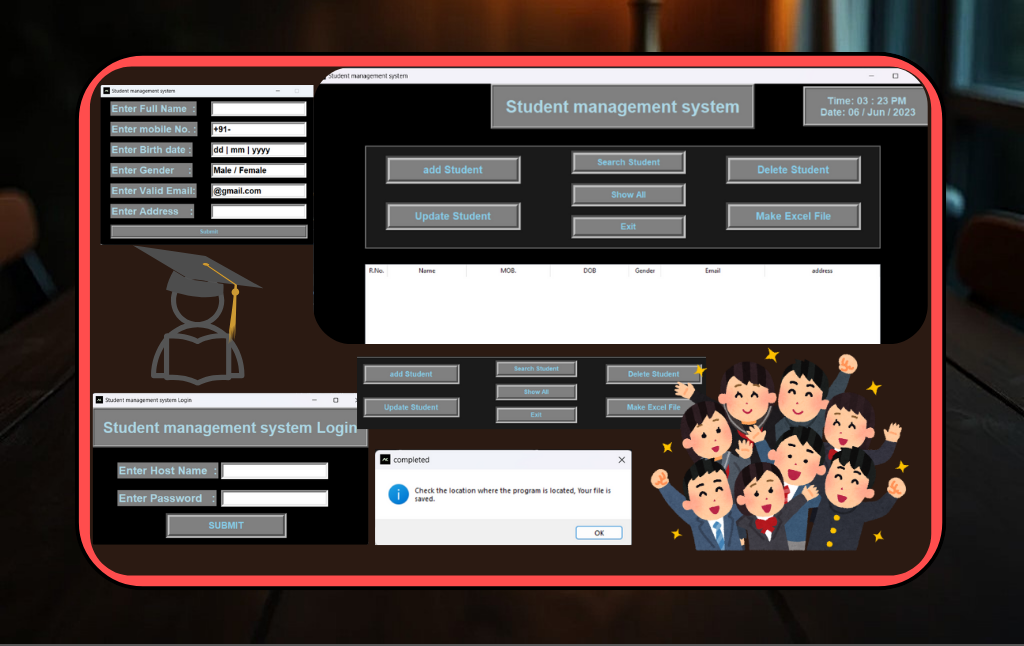 Student management system
Enter Full Name :
Enter mobile No. : +91-
Enter Birth date : dd | mm | yyyy
Enter Gender : Male / Female
Enter Valid Email: @gmail.com
Enter Address :
Submit
Student management system
Student management system
Time: 03 : 23 PM
Date: 06 / Jun / 2023
add Student
Search Student
Delete Student
Show All
Update Student
Make Excel File
Exit
R.No. Name MOB. DOB Gender Email address
add Student
Search Student
Delete Student
Show All
Update Student
Make Excel File
Exit
Student management system Login
Student management system Login
Enter Host Name :
Enter Password :
SUBMIT
completed
Check the location where the program is located, Your file is
saved.
OK